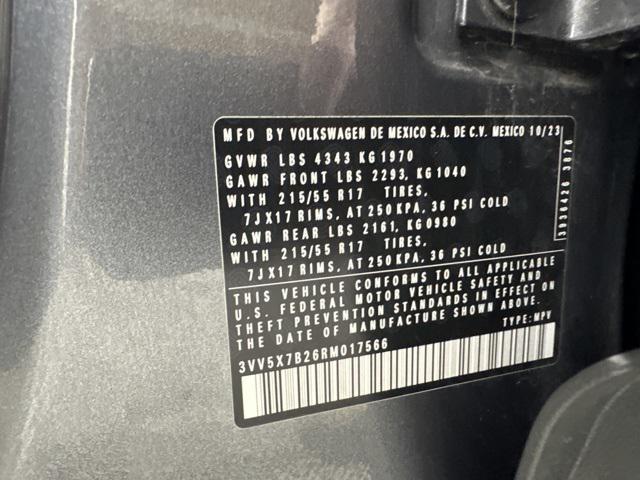 MFD BY VOLKSWAGEN DE MEXICO S.A. DE C.V. MEXICO 10/23
GVWR LBS 4343 KG 1970
GAWR FRONT LBS 2293, KG 1040
WITH 215/55 R17 TIRES,
7JX17 RIMS, AT 250 KPA, 36 PSI COLD
GAWR REAR LBS 2161, KG 0980
WITH 215/55 R17 TIRES,
7JX17 RIMS, AT 250 KPA, 36 PSI COLD
THIS VEHICLE CONFORMS TO ALL APPLICABLE
U.S. FEDERAL MOTOR VEHICLE SAFETY AND
THEFT PREVENTION STANDARDS IN EFFECT ON
THE DATE OF MANUFACTURE SHOWN ABOVE.
TYPE: MPV
3VV5X7B26RM017566